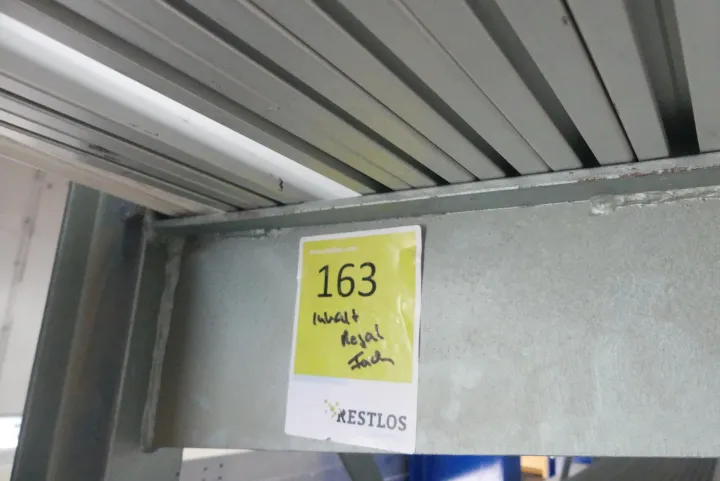 163
Inhalt
Regal
Fach
RESTLOS